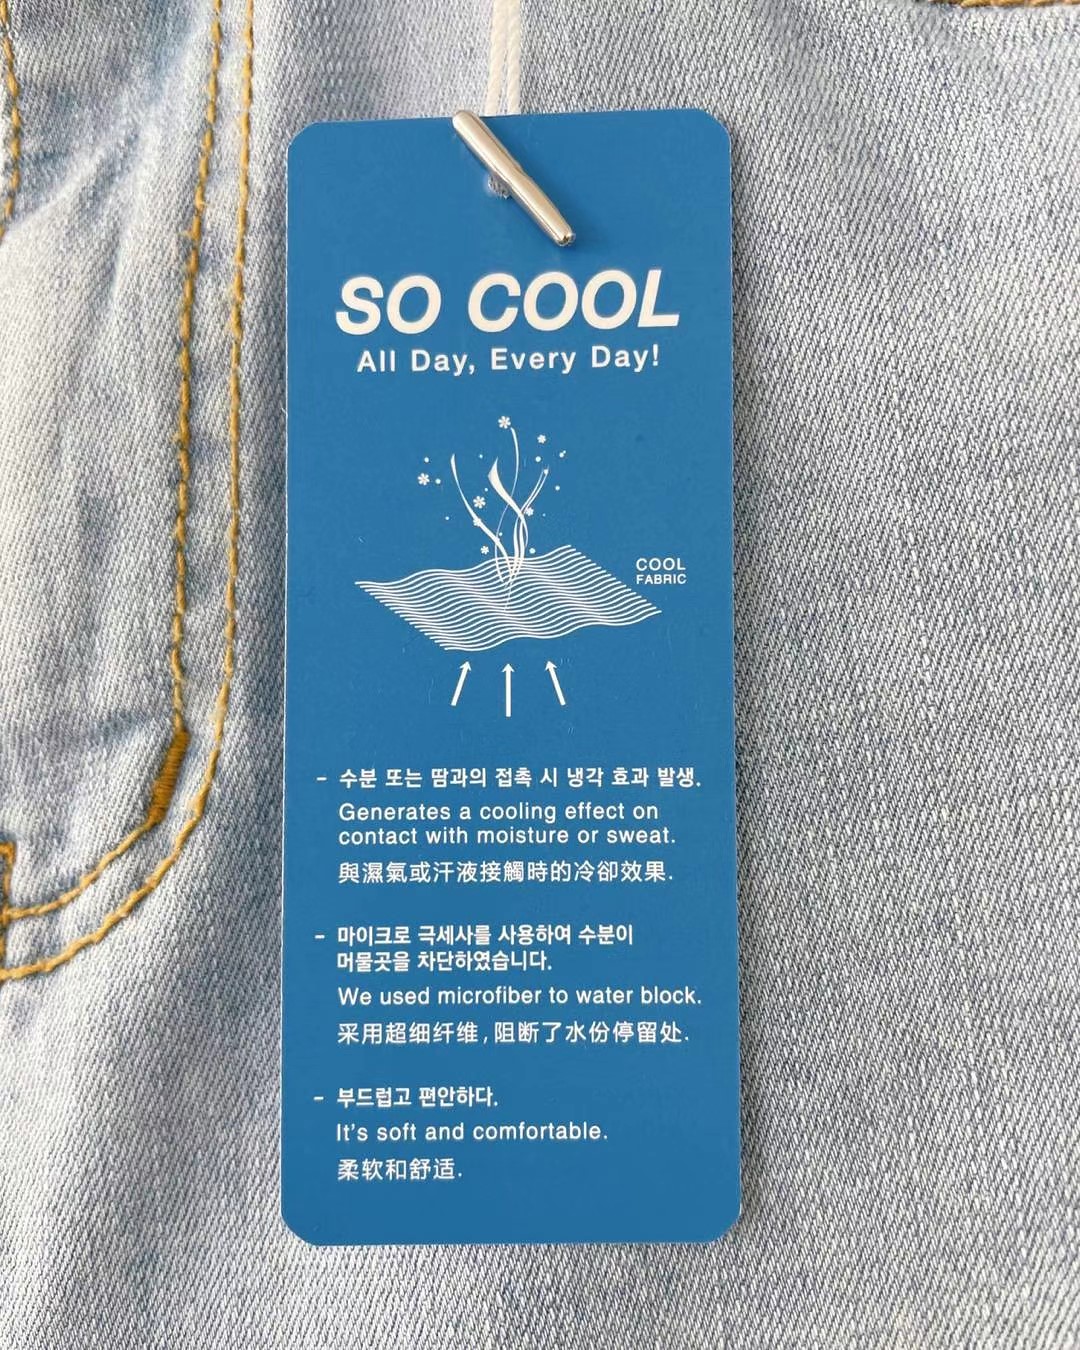 SO COOL
All Day, Every Day!
COOL
FABRIC
- 수분 또는 땀과의 접촉 시 냉각 효과 발생.
Generates a cooling effect on
contact with moisture or sweat.
與濕氣或汗液接觸時的冷卻效果.
- 마이크로 극세사를 사용하여 수분이
머물곳을 차단하였습니다.
We used microfiber to water block.
采用超细纤维,阻断了水份停留处.
- 부드럽고 편안하다.
It's soft and comfortable.
柔软和舒适.